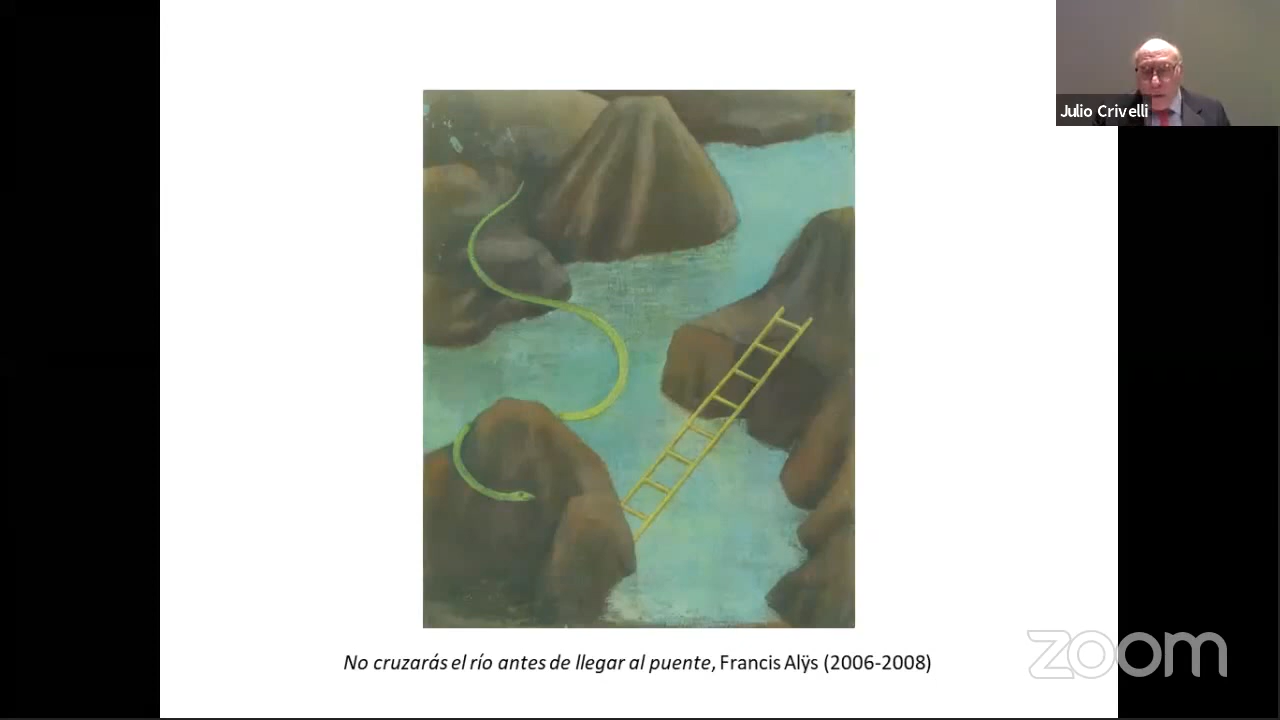 Julio Crivelli
No cruzarás el río antes de llegar al puente, Francis Alÿs (2006-2008)
zoom